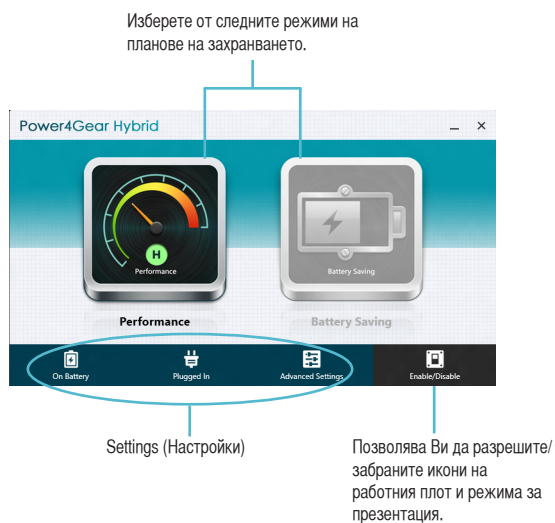 Изберете от следните режими на
планове на захранването.
Power4Gear Hybrid
H
Performance
Battery Saving
Performance
Battery Saving
On Battery
Plugged In
Advanced Settings
Enable/Disable
Settings (Настройки)
Позволява Ви да разрешите/
забраните икони на
работния плот и режима за
презентация.